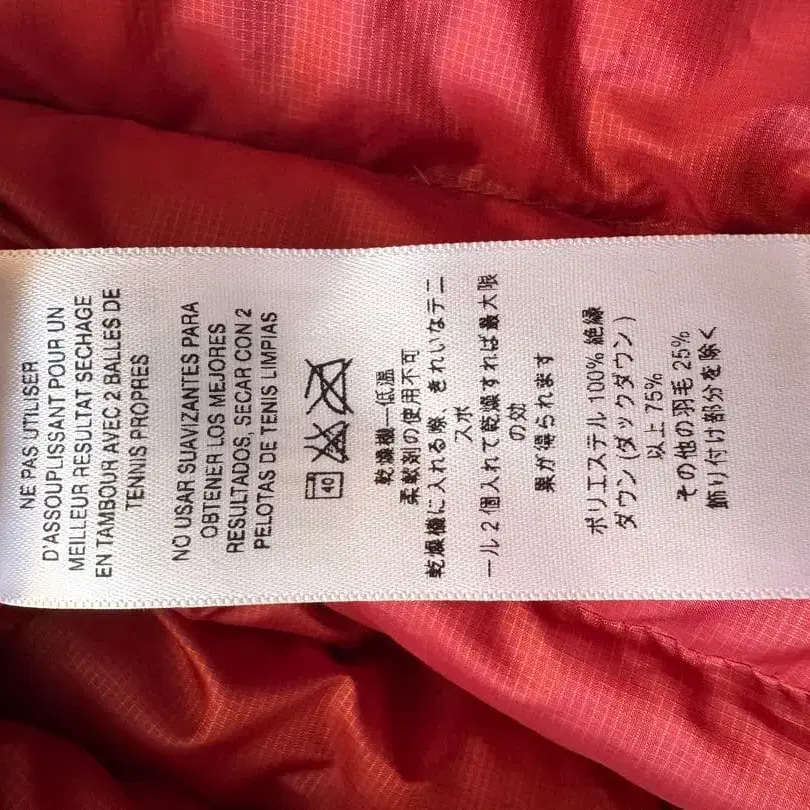 NE PAS UTILISER
D'ASSOUPLISSANT POUR UN
MEILLEUR RESULTAT SECHAGE
EN TAMBOUR AVEC 2 BALLES DE
TENNIS PROPRES
NO USAR SUAVIZANTES PARA
OBTENER LOS MEJORES
RESULTADOS, SECAR CON 2
PELOTAS DE TENIS LIMPIAS
40
乾燥機—低温
柔軟剤の使用不可
乾燥機に入れる際、きれいなテニ
スボ
ール2個入れて乾燥すれば最大限
の効
果が得られます
ポリエステル 100% 絶縁
ダウン (ダックダウン )
以上 75%
その他の羽毛 25%
飾り付け部分を除く